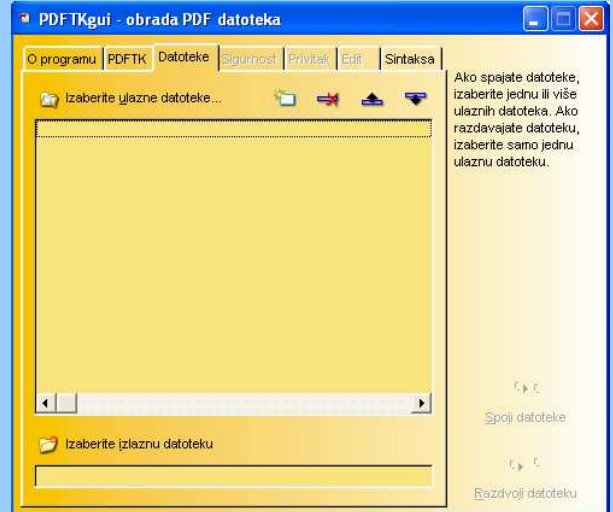 PDFTKgui - obrada PDF datoteka
O programu PDFTK Datoteke Sigurnost Privitak Edit Sintaksa
Izaberite ulazne datoteke...
Ako spajate datoteke,
izaberite jednu ili više
ulaznih datoteka. Ako
razdavajate datoteku,
izaberite samo jednu
ulaznu datoteku.
Spoji datoteke
Izaberite izlaznu datoteku
Razdvoji datoteku